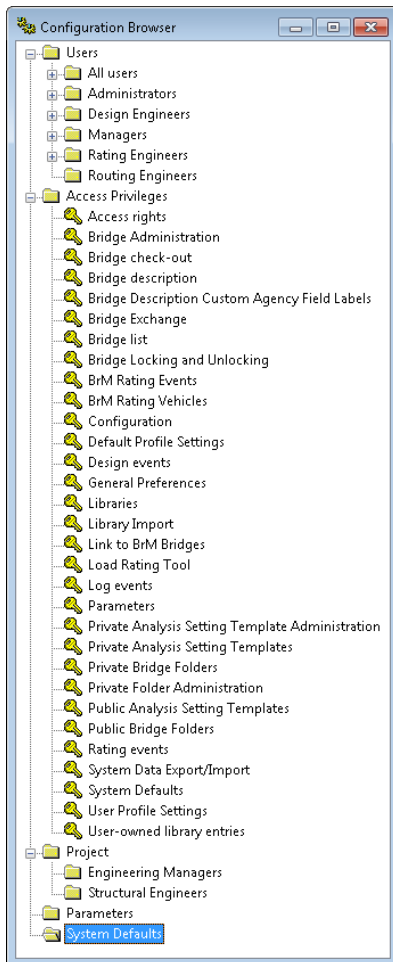 Configuration Browser
Users
All users
Administrators
Design Engineers
Managers
Rating Engineers
Routing Engineers
Access Privileges
Access rights
Bridge Administration
Bridge check-out
Bridge description
Bridge Description Custom Agency Field Labels
Bridge Exchange
Bridge list
Bridge Locking and Unlocking
BrM Rating Events
BrM Rating Vehicles
Configuration
Default Profile Settings
Design events
General Preferences
Libraries
Library Import
Link to BrM Bridges
Load Rating Tool
Log events
Parameters
Private Analysis Setting Template Administration
Private Analysis Setting Templates
Private Bridge Folders
Private Folder Administration
Public Analysis Setting Templates
Public Bridge Folders
Rating events
System Data Export/Import
System Defaults
User Profile Settings
User-owned library entries
Project
Engineering Managers
Structural Engineers
Parameters
System Defaults